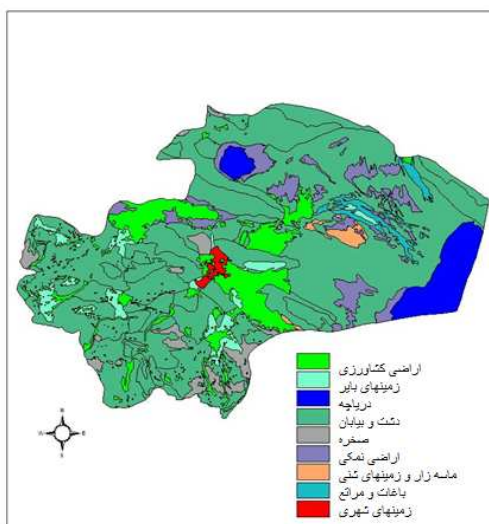 اراضی کشاورزی
زمینهای بایر
دریاچه
دشت و بیابان
صخره
اراضی نمکی
ماسه زار و زمینهای شنی
باغات و مراتع
زمینهای شهری
N
W E
S